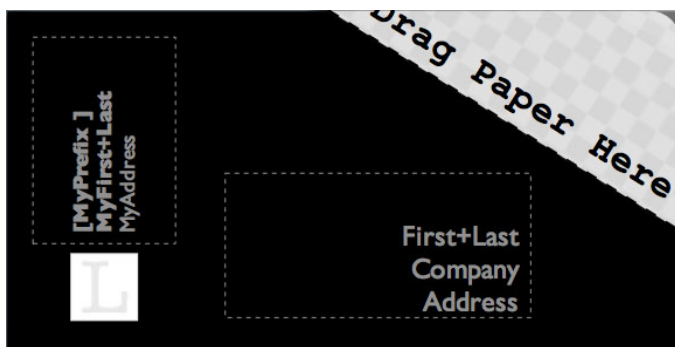 Drag Paper Here
[MyPrefix ]
MyFirst+Last
MyAddress
L
First+Last
Company
Address